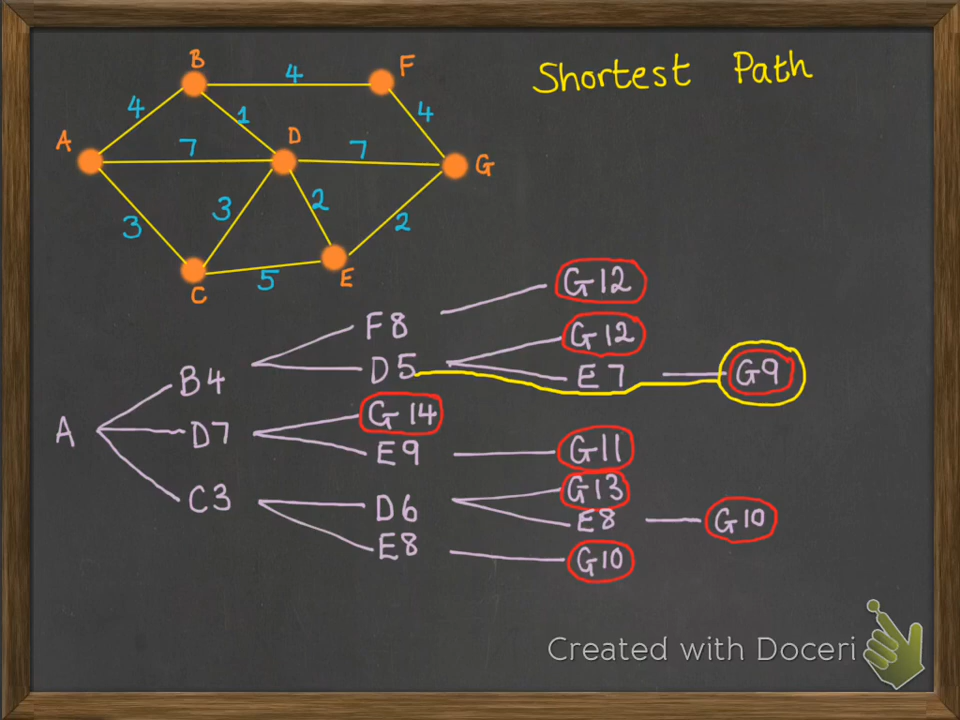 Shortest Path
B
4
F
4
1
4
A
7
D
7
G
3
3
2
2
C
5
E
G12
F8
G12
B4
D5
E7
G9
A
D7
G14
E9
G11
C3
D6
G13
E8
G10
E8
G10
Created with Doceri